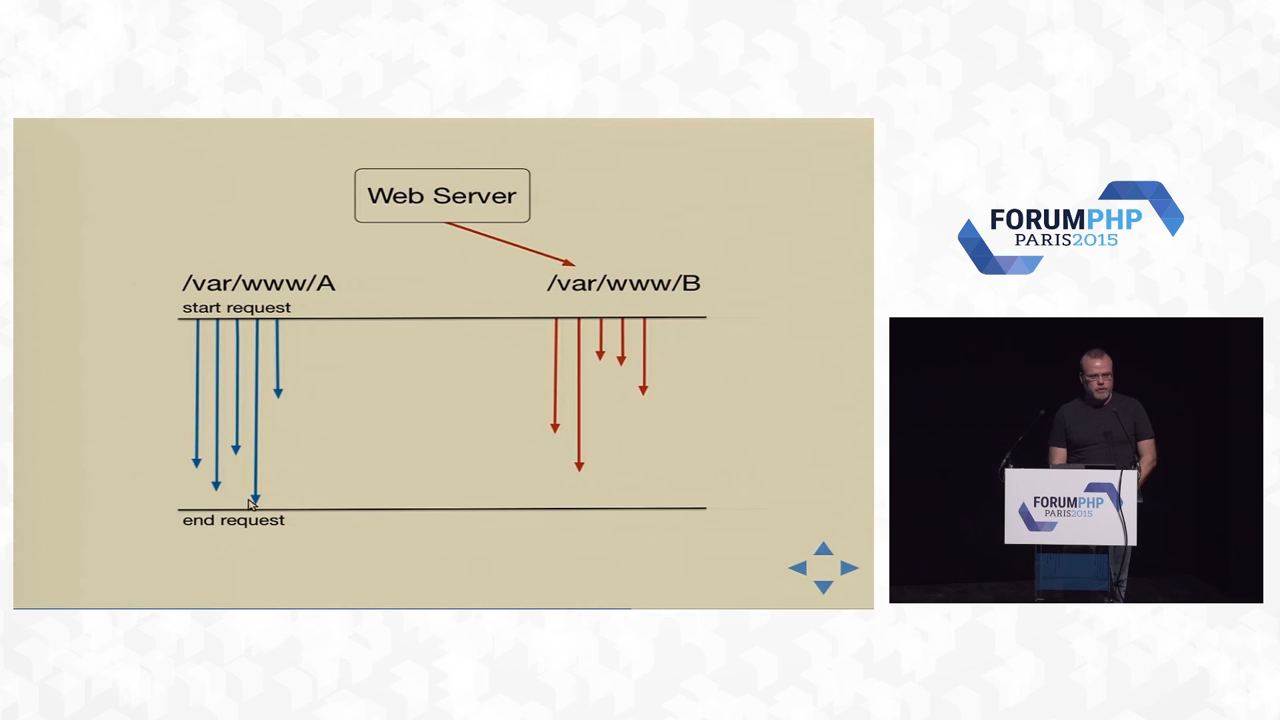 Web Server
/var/www/A
/var/www/B
start request
end request
FORUMPHP
PARIS2015
FORUMPHP
PARIS2015